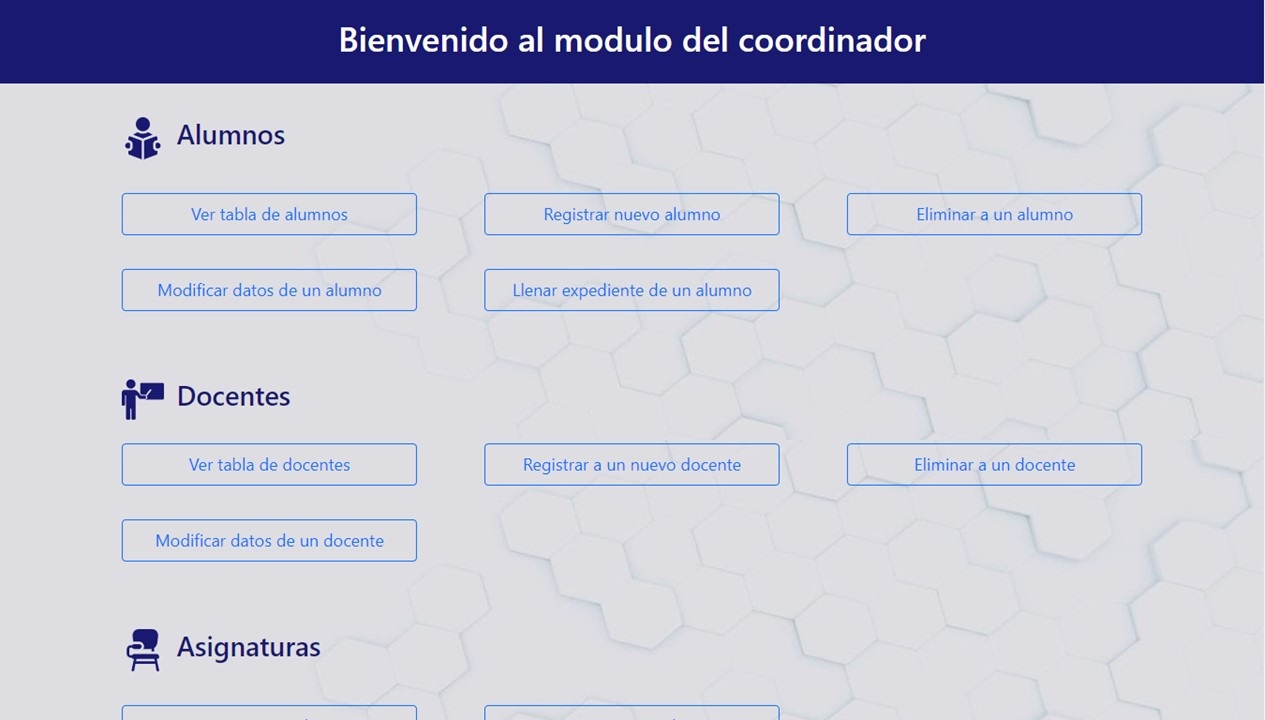 Bienvenido al modulo del coordinador
Alumnos
Ver tabla de alumnos
Registrar nuevo alumno
Eliminar a un alumno
Modificar datos de un alumno
Llenar expediente de un alumno
Docentes
Ver tabla de docentes
Registrar a un nuevo docente
Eliminar a un docente
Modificar datos de un docente
Asignaturas